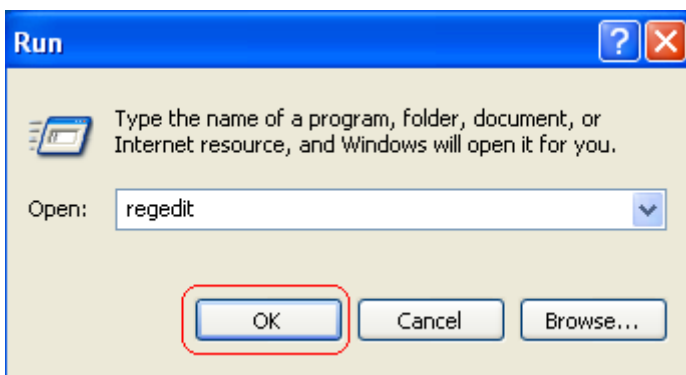 Run
Type the name of a program, folder, document, or
Internet resource, and Windows will open it for you.
Open: regedit
OK Cancel Browse...